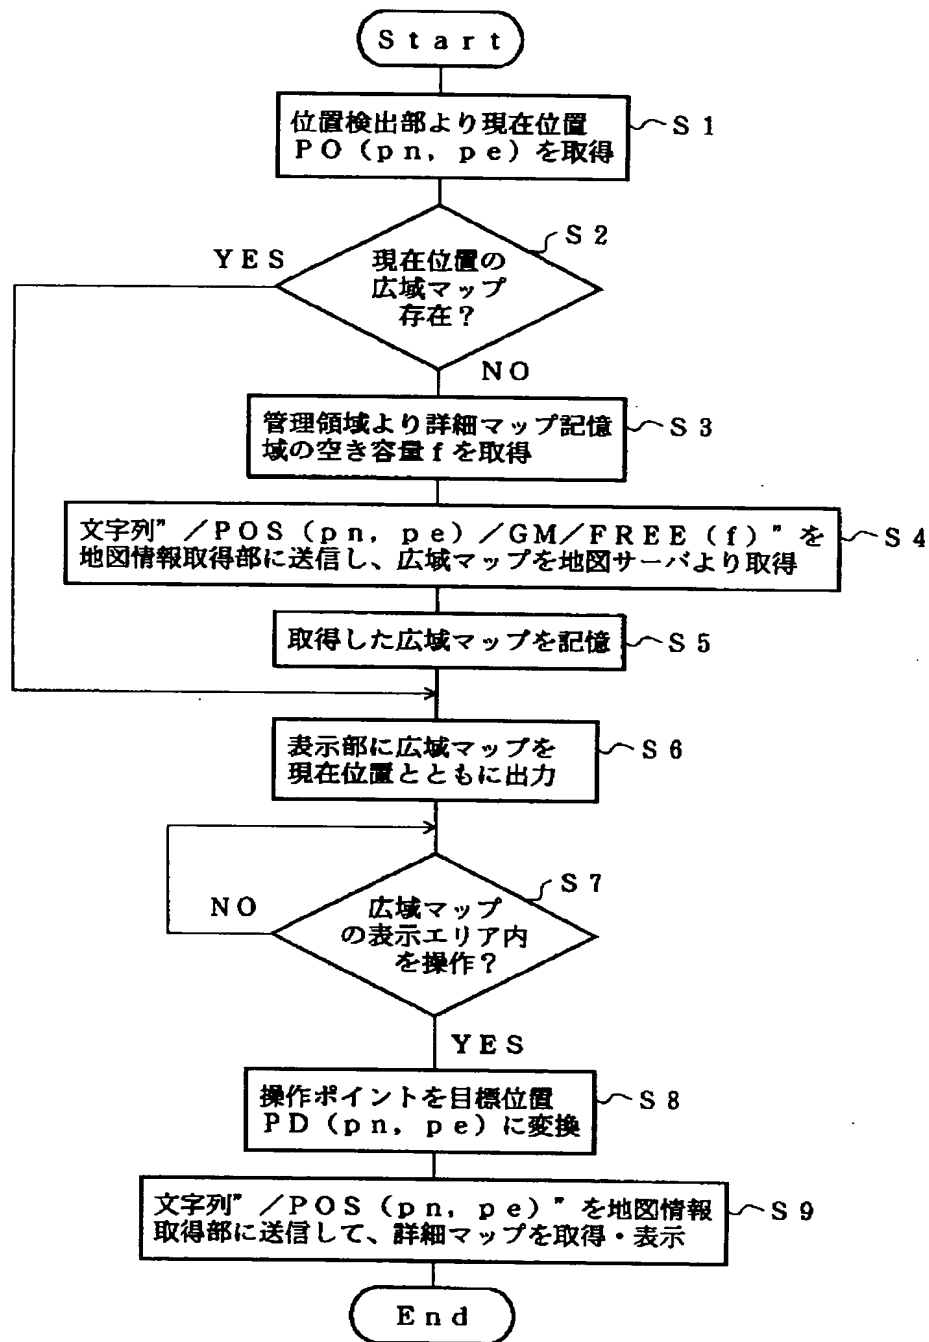 Start
位置検出部より現在位置
PO(pn, pe)を取得
S1
S2
YES
現在位置の
広域マップ
存在?
NO
管理領域より詳細マップ記憶
域の空き容量fを取得
S3
文字列”/POS(pn, pe)/GM/FREE(f)”を
地図情報取得部に送信し、広域マップを地図サーバより取得
S4
取得した広域マップを記憶
S5
表示部に広域マップを
現在位置とともに出力
S6
S7
NO
広域マップ
の表示エリア内
を操作?
YES
操作ポイントを目標位置
PD(pn, pe)に変換
S8
文字列”/POS(pn, pe)”を地図情報
取得部に送信して、詳細マップを取得・表示
S9
End